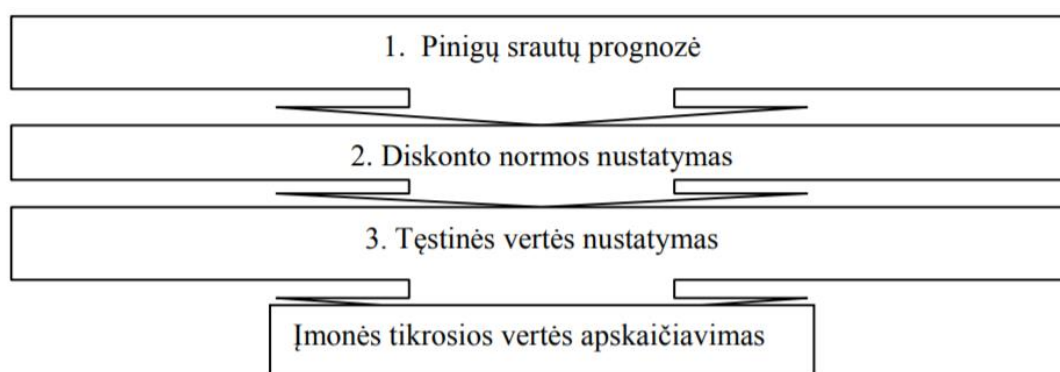 1. Pinigų srautų prognozė
2. Diskonto normos nustatymas
3. Tęstinės vertės nustatymas
Įmonės tikrosios vertės apskaičiavimas